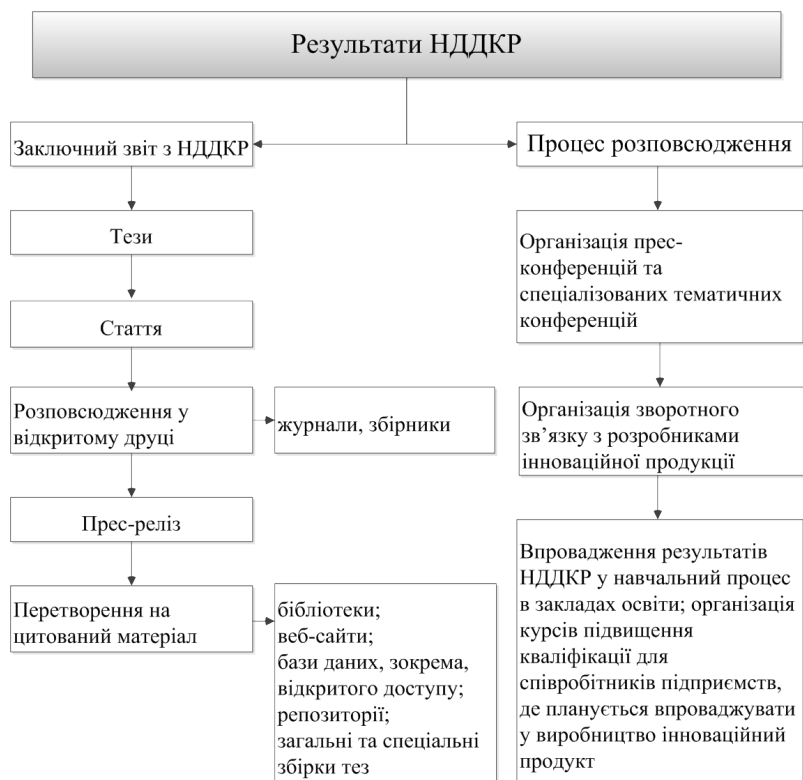 Результати НДДКР
Заключний звіт з НДДКР
Тези
Стаття
Розповсюдження у
відкритому друці
журнали, збірники
Прес-реліз
Перетворення на
цитований матеріал
бібліотеки;
веб-сайти;
бази даних, зокрема,
відкритого доступу;
репозиторії;
загальні та спеціальні
збірки тез
Процес розповсюдження
Організація прес-
конференцій та
спеціалізованих тематичних
конференцій
Організація зворотного
зв’язку з розробниками
інноваційної продукції
Впровадження результатів
НДДКР у навчальний процес
в закладах освіти; організація
курсів підвищення
кваліфікації для
співробітників підприємств,
де планується впроваджувати
у виробництво інноваційний
продукт